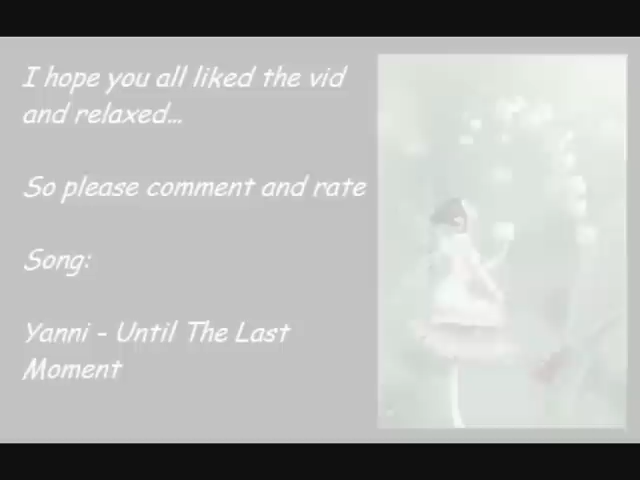 I hope you all liked the vid
and relaxed...
So please comment and rate
Song:
Yanni - Until The Last
Moment